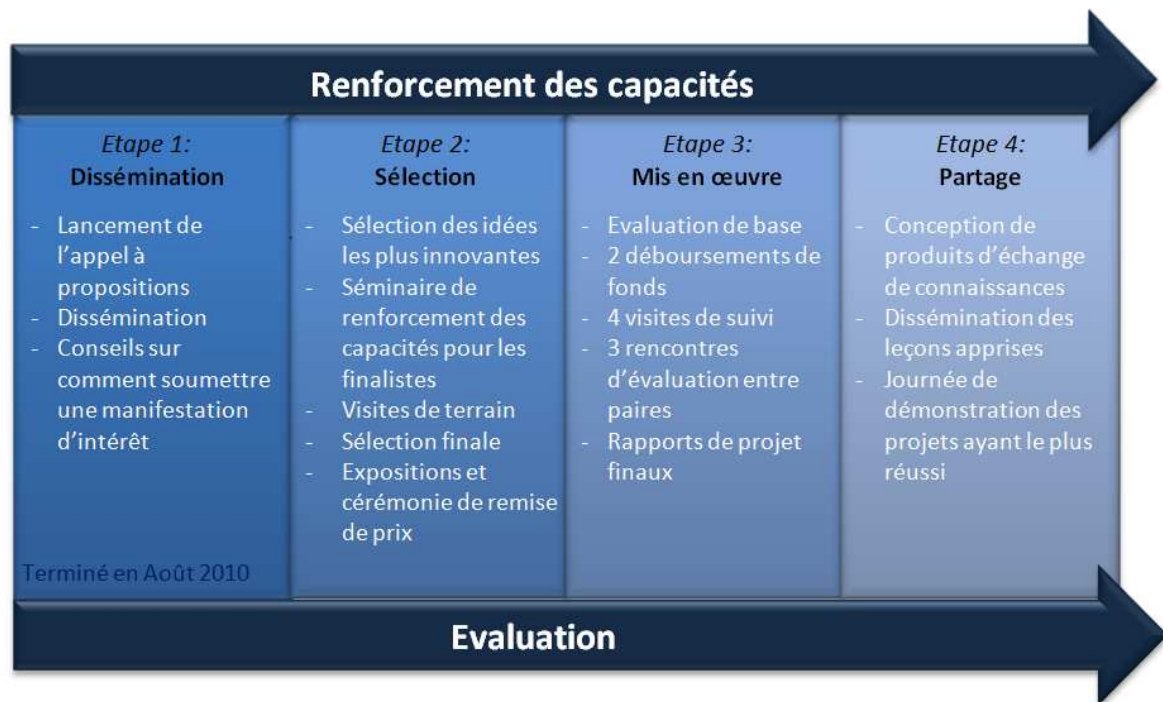 Renforcement des capacités
Etape 1:
Dissémination
- Lancement de
l'appel à
propositions
- Dissémination
- Conseils sur
comment soumettre
une manifestation
d'intérêt
Terminé en Août 2010
Etape 2:
Sélection
- Sélection des idées
les plus innovantes
- Séminaire de
renforcement des
capacités pour les
finalistes
- Visites de terrain
- Sélection finale
- Expositions et
cérémonie de remise
de prix
Etape 3:
Mis en œuvre
- Evaluation de base
- 2 déboursements de
fonds
- 4 visites de suivi
- 3 rencontres
d'évaluation entre
paires
- Rapports de projet
finaux
Etape 4:
Partage
- Conception de
produits d'échange
de connaissances
- Dissémination des
leçons apprises
- Journée de
démonstration des
projets ayant le plus
réussi
Evaluation